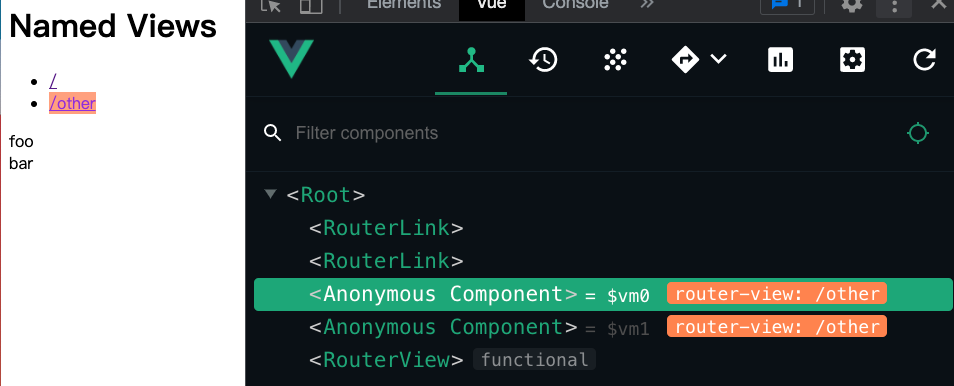 Named Views
/
/other
foo
bar
Elements Vue Console » 1
Filter components
<Root>
<RouterLink>
<RouterLink>
<Anonymous Component> = $vm0 router-view: /other
<Anonymous Component> = $vm1 router-view: /other
<RouterView> functional